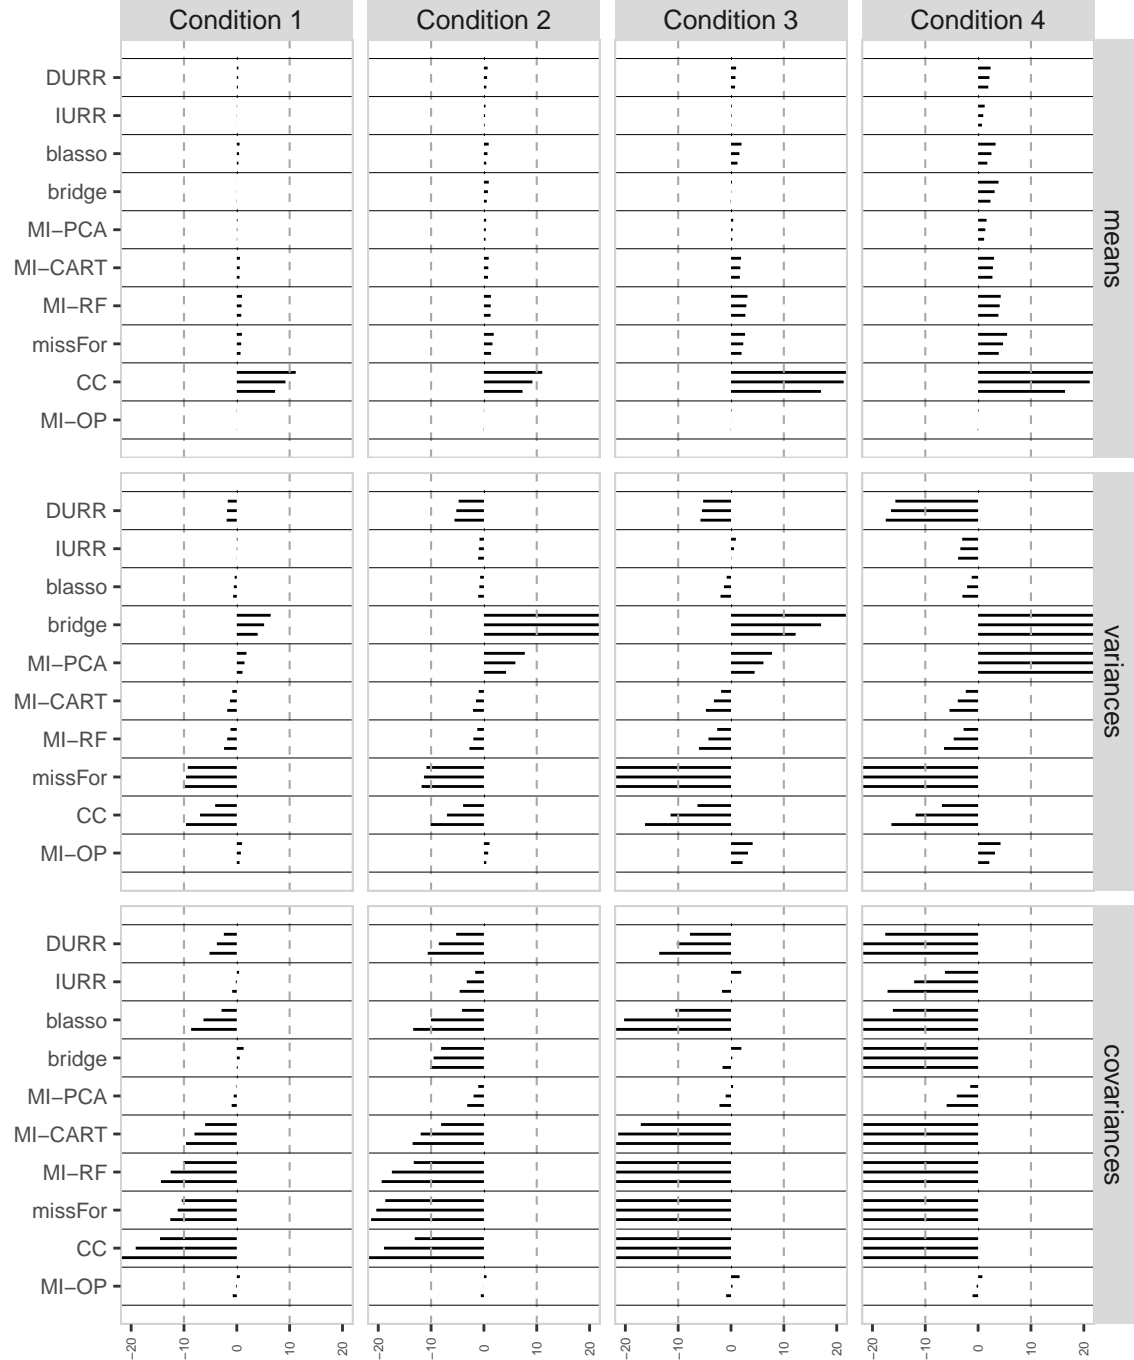 Condition 1 Condition 2 Condition 3 Condition 4
means
DURR
IURR
blasso
bridge
MI−PCA
MI−CART
MI−RF
missFor
CC
MI−OP
variances
DURR
IURR
blasso
bridge
MI−PCA
MI−CART
MI−RF
missFor
CC
MI−OP
covariances
DURR
IURR
blasso
bridge
MI−PCA
MI−CART
MI−RF
missFor
CC
MI−OP
−20 −10 0 10 20 −20 −10 0 10 20 −20 −10 0 10 20 −20 −10 0 10 20